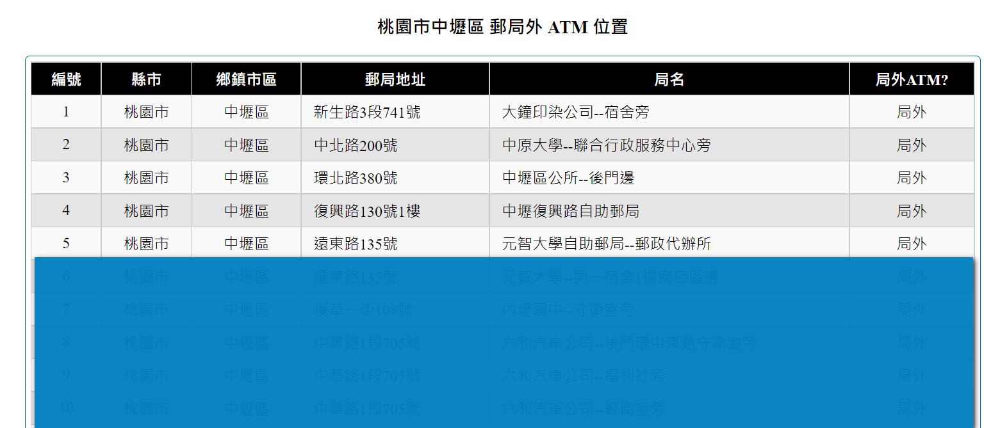 桃園市中壢區 郵局外 ATM 位置
編號 縣市 鄉鎮市區 郵局地址 局名 局外ATM?
1 桃園市 中壢區 新生路3段741號 大鐘印染公司--宿舍旁 局外
2 桃園市 中壢區 中北路200號 中原大學--聯合行政服務中心旁 局外
3 桃園市 中壢區 環北路380號 中壢區公所--後門邊 局外
4 桃園市 中壢區 復興路130號1樓 中壢復興路自助郵局 局外
5 桃園市 中壢區 遠東路135號 元智大學自助郵局--郵政代辦所 局外
6 桃園市 中壢區 遠東路135號 元智大學--男一宿舍1樓商店區邊 局外
7 桃園市 中壢區 復華一街108號 內壢國中--守衛室旁 局外
8 桃園市 中壢區 中華路1段705號 六和汽車公司--後門環中東路守衛室旁 局外
9 桃園市 中壢區 中華路1段705號 六和汽車公司--福利社旁 局外
10 桃園市 中壢區 中華路1段705號 六和汽車公司--警衛室旁 局外